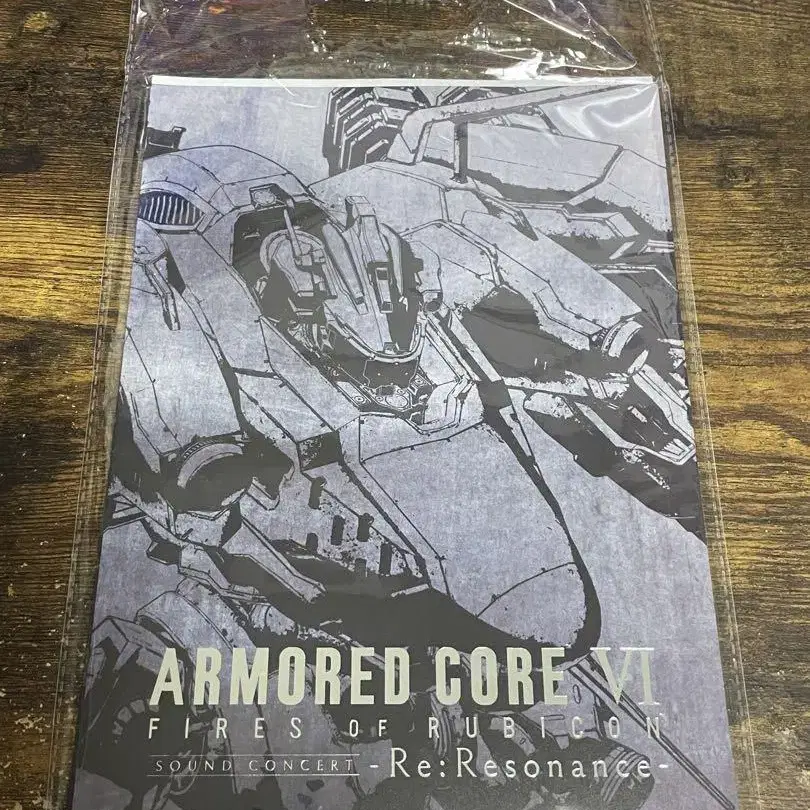 ARMORED CORE VI
FIRES OF RUBICON
SOUND CONCERT -Re:Resonance-